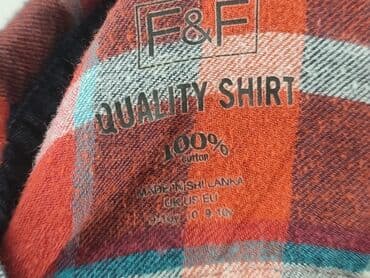 F&F
QUALITY SHIRT
100%
cotton
MADE IN SRI LANKA
UK US EU